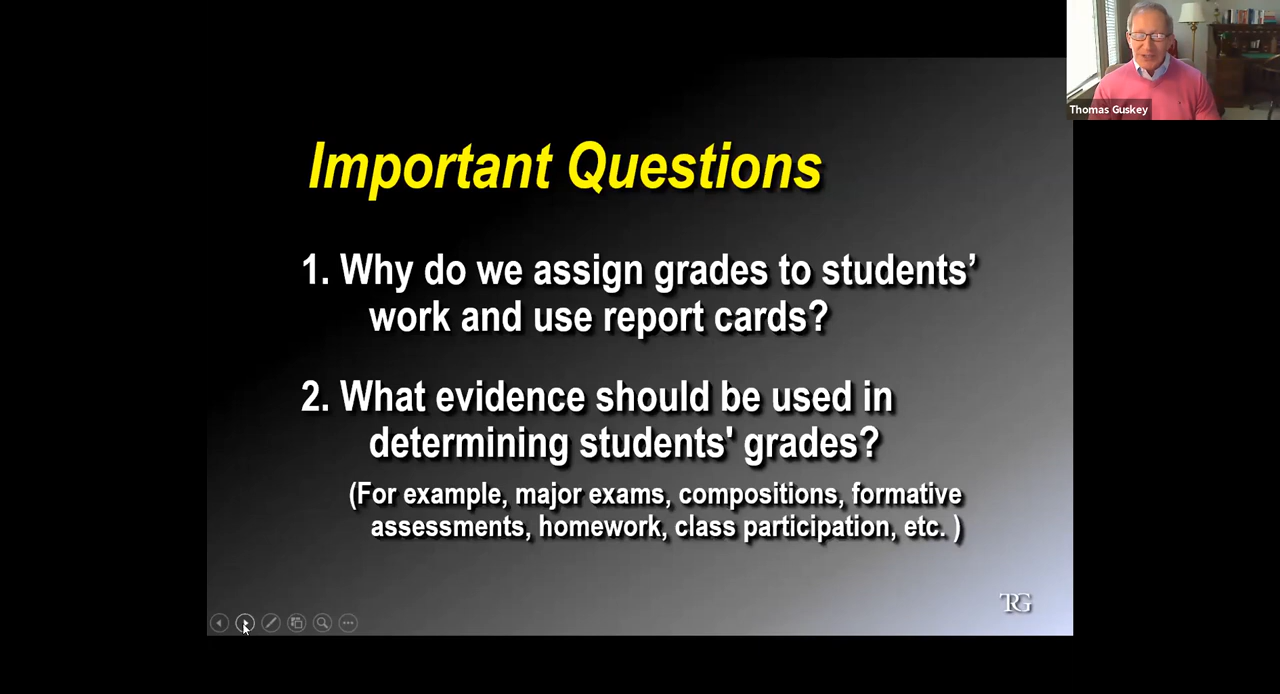 Thomas Guskey
Important Questions
1. Why do we assign grades to students’
work and use report cards?
2. What evidence should be used in
determining students' grades?
(For example, major exams, compositions, formative
assessments, homework, class participation, etc. )
TRG